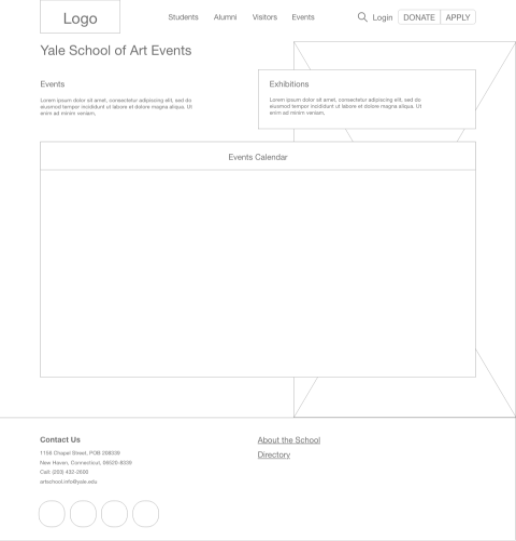 Logo
Students Alumni Visitors Events Login DONATE APPLY
Yale School of Art Events
Events
Lorem ipsum dolor sit amet, consectetur adipiscing elit, sed do
eiusmod tempor incididunt ut labore et dolore magna aliqua. Ut
enim ad minim veniam,
Exhibitions
Lorem ipsum dolor sit amet, consectetur adipiscing elit, sed do
eiusmod tempor incididunt ut labore et dolore magna aliqua. Ut
enim ad minim veniam,
Events Calendar
Contact Us
1156 Chapel Street, POB 208339
New Haven, Connecticut, 06520-8339
Call: (203) 432-2600
artschool.info@yale.edu
About the School
Directory